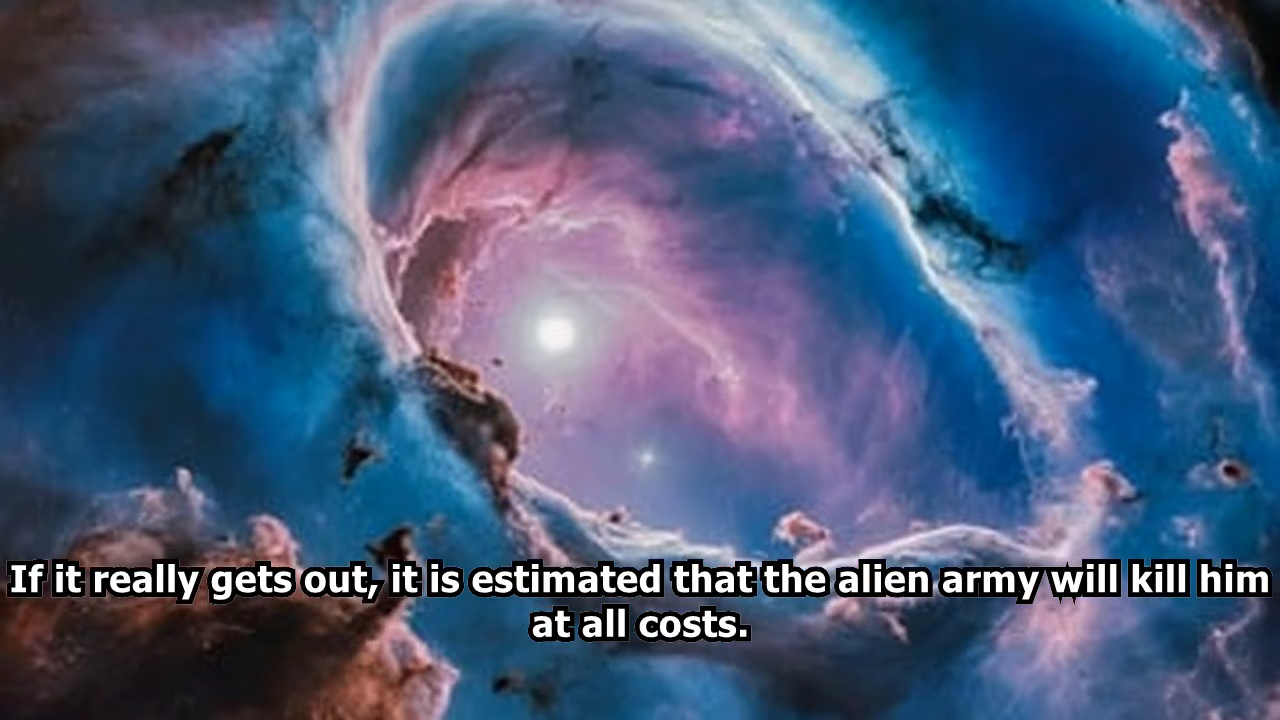 If it really gets out, it is estimated that the alien army will kill him
at all costs.